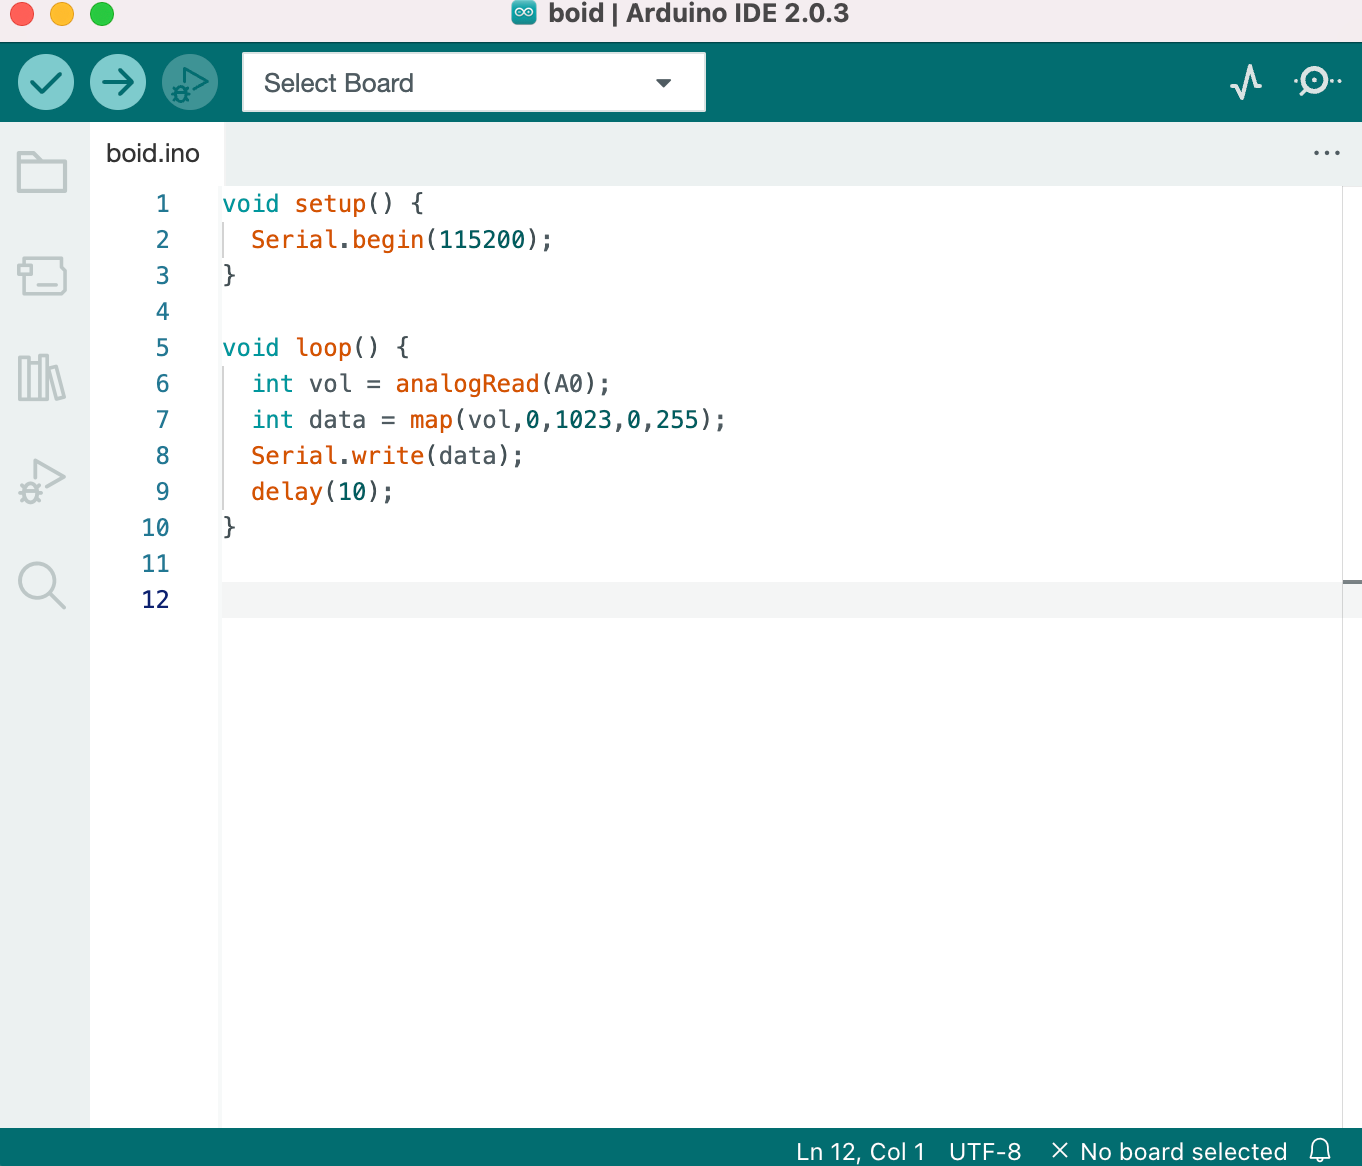 boid | Arduino IDE 2.0.3
Select Board
boid.ino
1 void setup() {
2   Serial.begin(115200);
3 }
4
5 void loop() {
6   int vol = analogRead(A0);
7   int data = map(vol,0,1023,0,255);
8   Serial.write(data);
9   delay(10);
10 }
11
12
Ln 12, Col 1 UTF-8 × No board selected